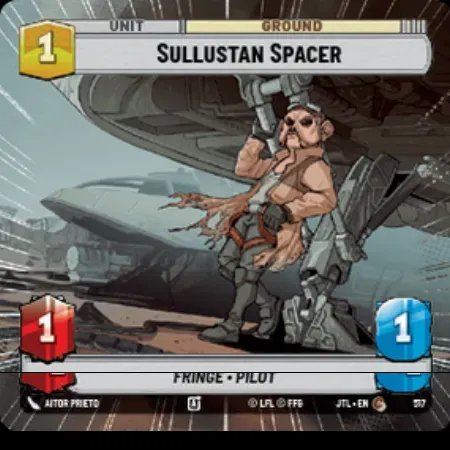 UNIT GROUND
1 SULLUSTAN SPACER
1 1
FRINGE • PILOT
AITOR PRIETO © LFL © FFG JTL • EN 517